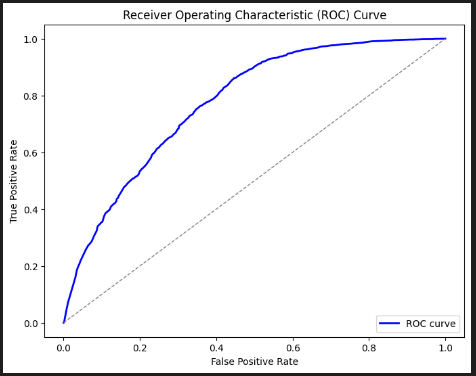 Receiver Operating Characteristic (ROC) Curve
1.0
0.8
0.6
0.4
0.2
0.0
True Positive Rate
ROC curve
0.0 0.2 0.4 0.6 0.8 1.0
False Positive Rate